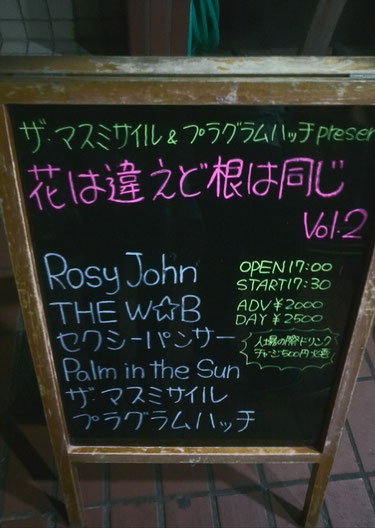 ザ・マスミサイル & プラグラムハッチ presen
花は違えど根は同じ
Vol.2
Rosy John
THE W☆B
セクシーパンサー
Palm in the Sun
ザ・マスミサイル
プラグラムハッチ
OPEN 17:00
START 17:30
ADV ¥2000
DAY ¥2500
入場の際ドリンク
チャージ500円必着